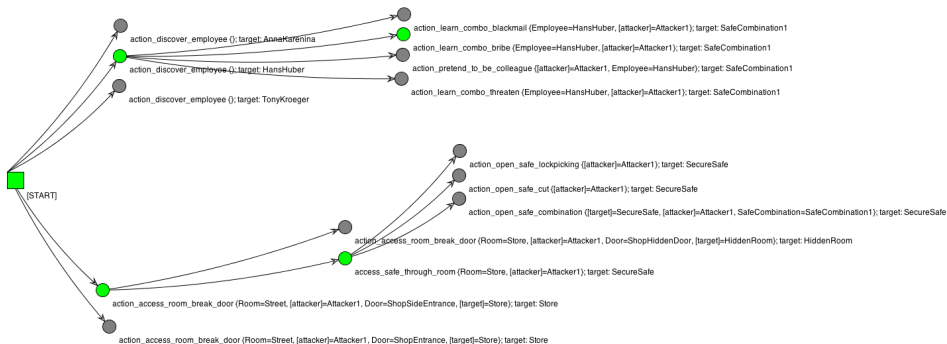 action_discover_employee {}; target: AnnaKarenina
action_learn_combo_blackmail {Employee=HansHuber, [attacker]=Attacker1}; target: SafeCombination1
action_learn_combo_bribe {Employee=HansHuber, [attacker]=Attacker1}; target: SafeCombination1
action_discover_employee {}; target: HansHuber
action_pretend_to_be_colleague {[attacker]=Attacker1, Employee=HansHuber}; target: SafeCombination1
action_learn_combo_threaten {Employee=HansHuber, [attacker]=Attacker1}; target: SafeCombination1
action_discover_employee {}; target: TonyKroeger
action_open_safe_lockpicking {[attacker]=Attacker1}; target: SecureSafe
action_open_safe_cut {[attacker]=Attacker1}; target: SecureSafe
[START]
action_open_safe_combination {[target]=SecureSafe, [attacker]=Attacker1, SafeCombination=SafeCombination1}; target: SecureSafe
action_access_room_break_door {Room=Store, [attacker]=Attacker1, Door=ShopHiddenDoor, [target]=HiddenRoom}; target: HiddenRoom
access_safe_through_room {Room=Store, [attacker]=Attacker1}; target: SecureSafe
action_access_room_break_door {Room=Street, [attacker]=Attacker1, Door=ShopSideEntrance, [target]=Store}; target: Store
action_access_room_break_door {Room=Street, [attacker]=Attacker1, Door=ShopEntrance, [target]=Store}; target: Store